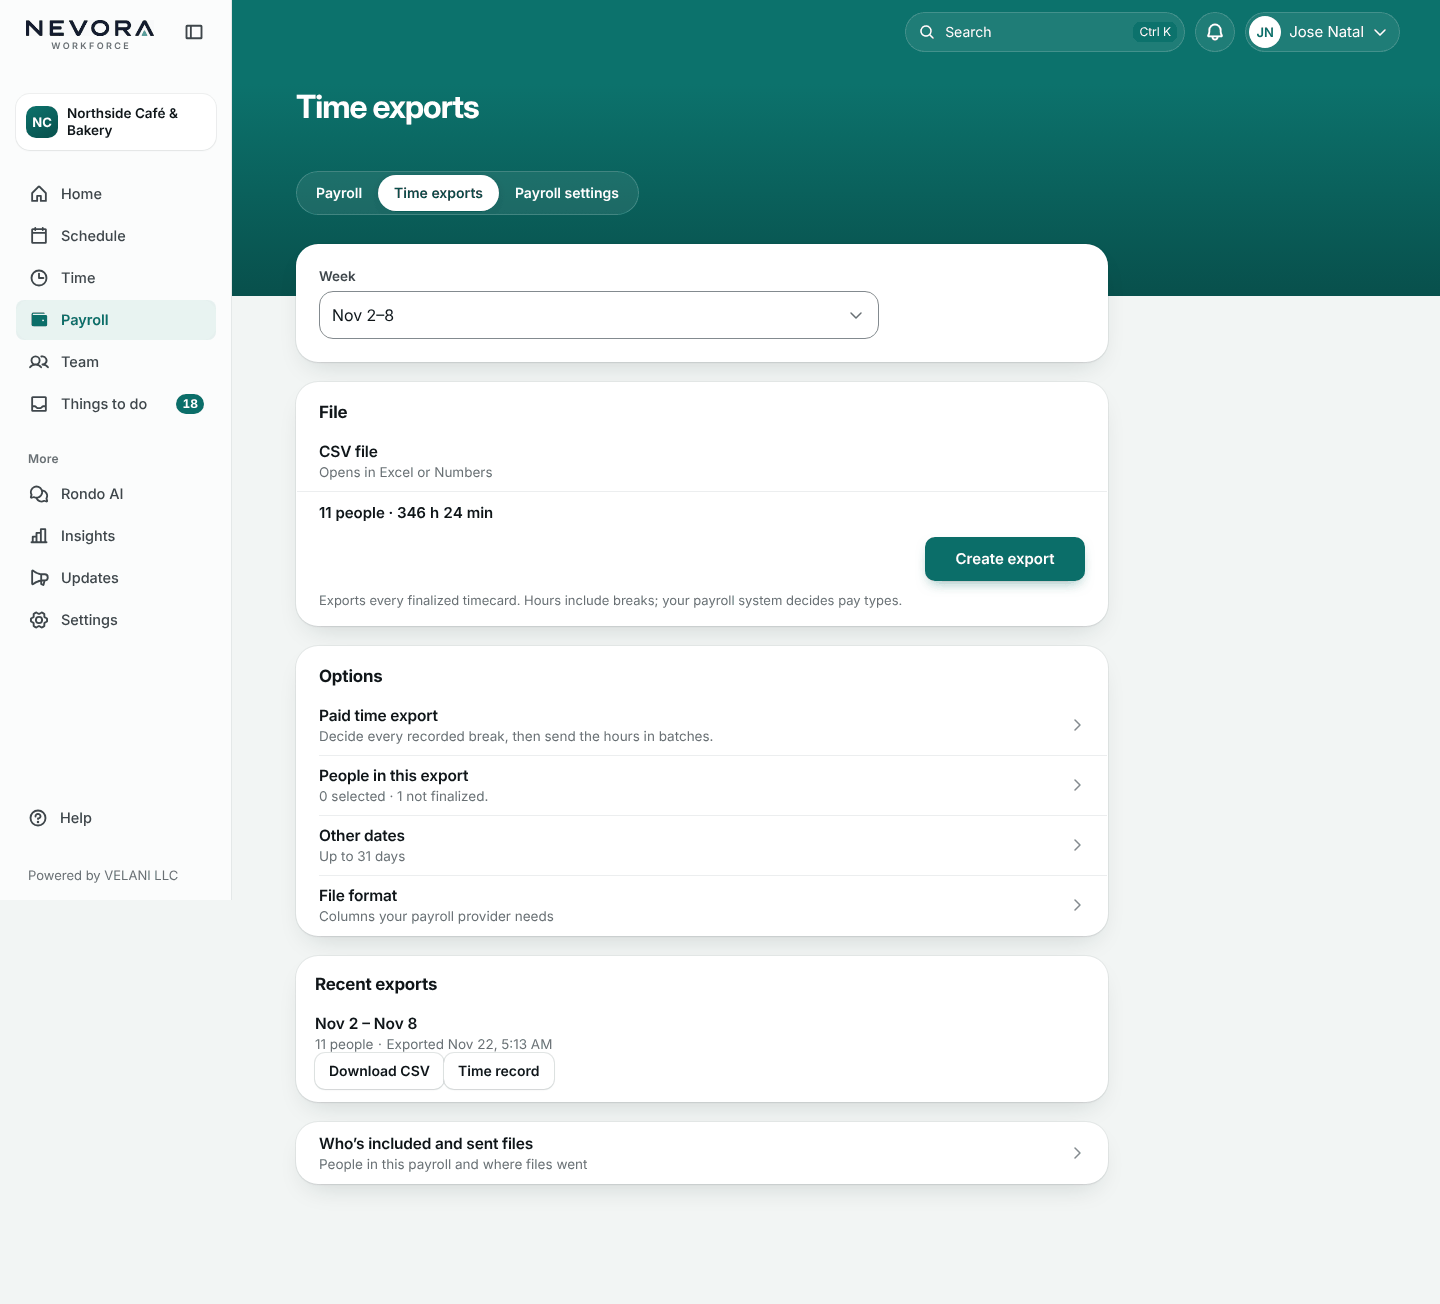 NEVORA
WORKFORCE
Search
Ctrl K
JN
Jose Natal
NC
Northside Café &
Bakery
Home
Schedule
Time
Payroll
Team
Things to do
18
More
Rondo AI
Insights
Updates
Settings
Help
Powered by VELANI LLC
Time exports
Payroll
Time exports
Payroll settings
Week
Nov 2–8
File
CSV file
Opens in Excel or Numbers
11 people · 346 h 24 min
Create export
Exports every finalized timecard. Hours include breaks; your payroll system decides pay types.
Options
Paid time export
Decide every recorded break, then send the hours in batches.
People in this export
0 selected · 1 not finalized.
Other dates
Up to 31 days
File format
Columns your payroll provider needs
Recent exports
Nov 2 – Nov 8
11 people · Exported Nov 22, 5:13 AM
Download CSV
Time record
Who’s included and sent files
People in this payroll and where files went